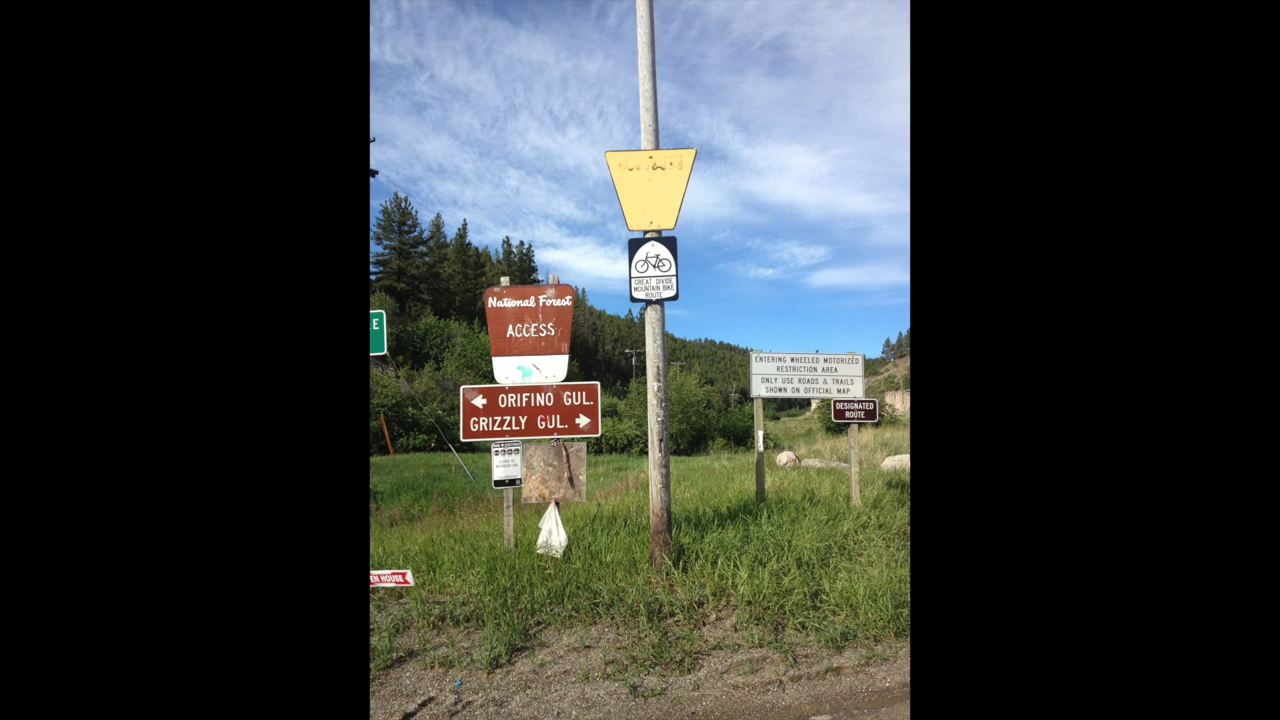 GREAT DIVIDE
MOUNTAIN BIKE
ROUTE
E
National Forest
ACCESS
ORIFINO GUL.
GRIZZLY GUL.
ENTERING WHEELED MOTORIZED
RESTRICTION AREA
ONLY USE ROADS & TRAILS
SHOWN ON OFFICIAL MAP
DESIGNATED
ROUTE
EN HOUSE